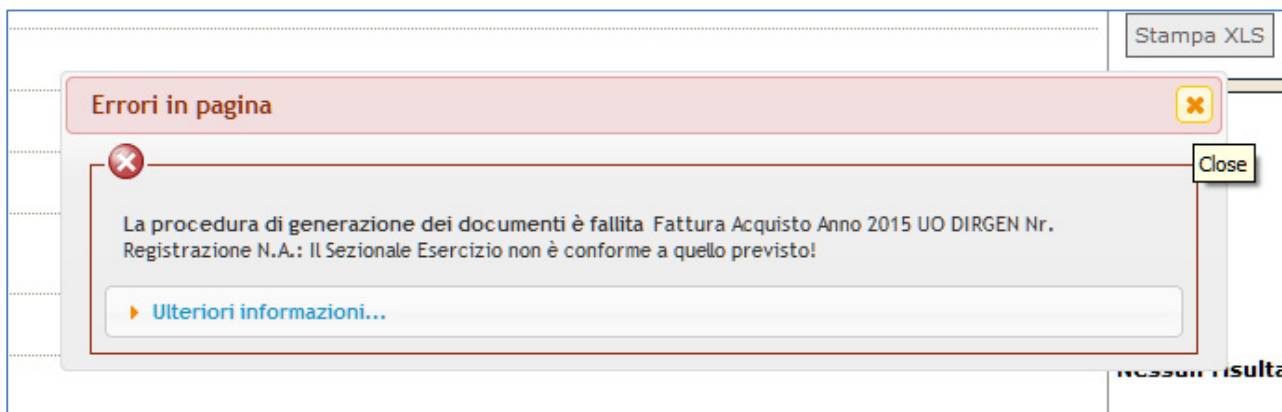 Stampa XLS
Errori in pagina
Close
La procedura di generazione dei documenti è fallita Fattura Acquisto Anno 2015 UO DIRGEN Nr.
Registrazione N.A.: Il Sezionale Esercizio non è conforme a quello previsto!
Ulteriori informazioni...